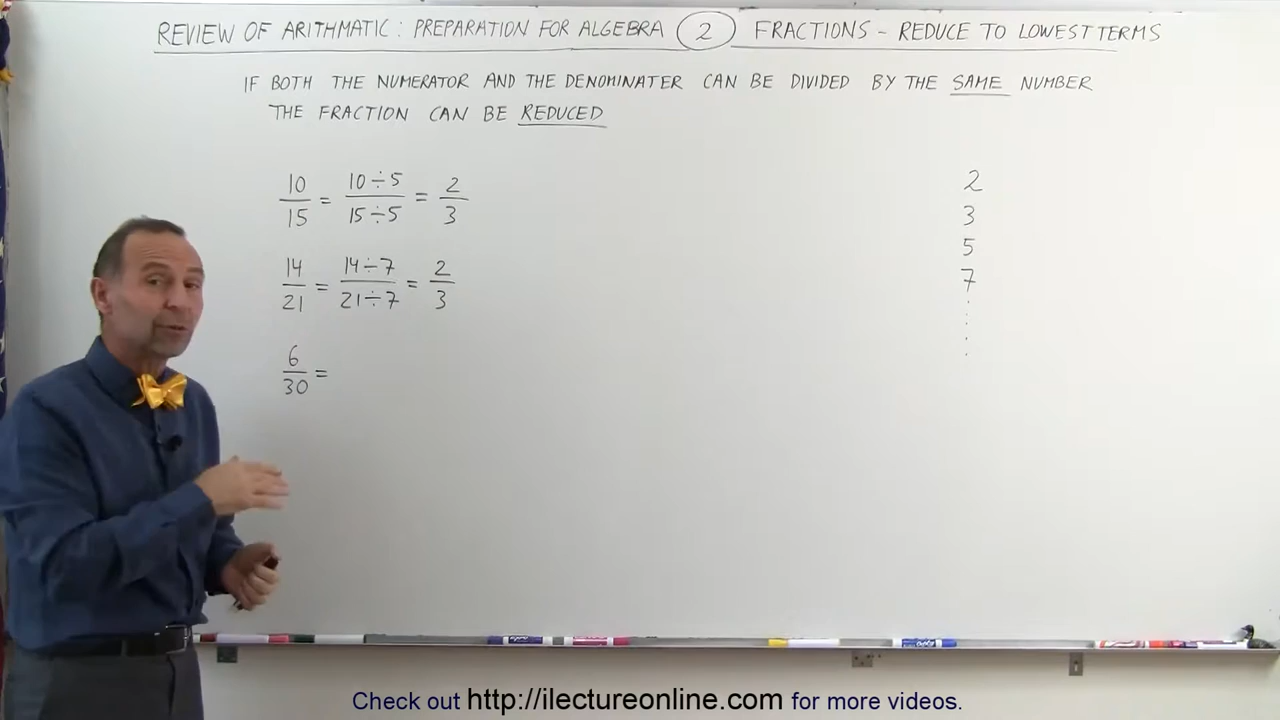 REVIEW OF ARITHMATIC: PREPARATION FOR ALGEBRA 2 FRACTIONS - REDUCE TO LOWEST TERMS
IF BOTH THE NUMERATOR AND THE DENOMINATER CAN BE DIVIDED BY THE SAME NUMBER
THE FRACTION CAN BE REDUCED
10/15 = 10÷5/15÷5 = 2/3
14/21 = 14÷7/21÷7 = 2/3
6/30 =
2
3
5
7
Check out http://ilectureonline.com for more videos.